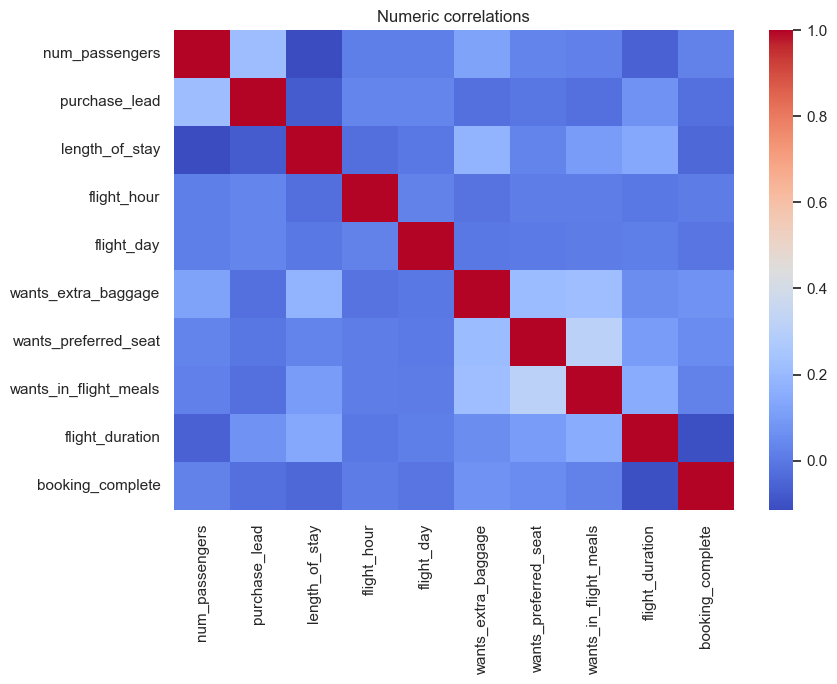 Numeric correlations
num_passengers
purchase_lead
length_of_stay
flight_hour
flight_day
wants_extra_baggage
wants_preferred_seat
wants_in_flight_meals
flight_duration
booking_complete
num_passengers
purchase_lead
length_of_stay
flight_hour
flight_day
wants_extra_baggage
wants_preferred_seat
wants_in_flight_meals
flight_duration
booking_complete
1.0
0.8
0.6
0.4
0.2
0.0